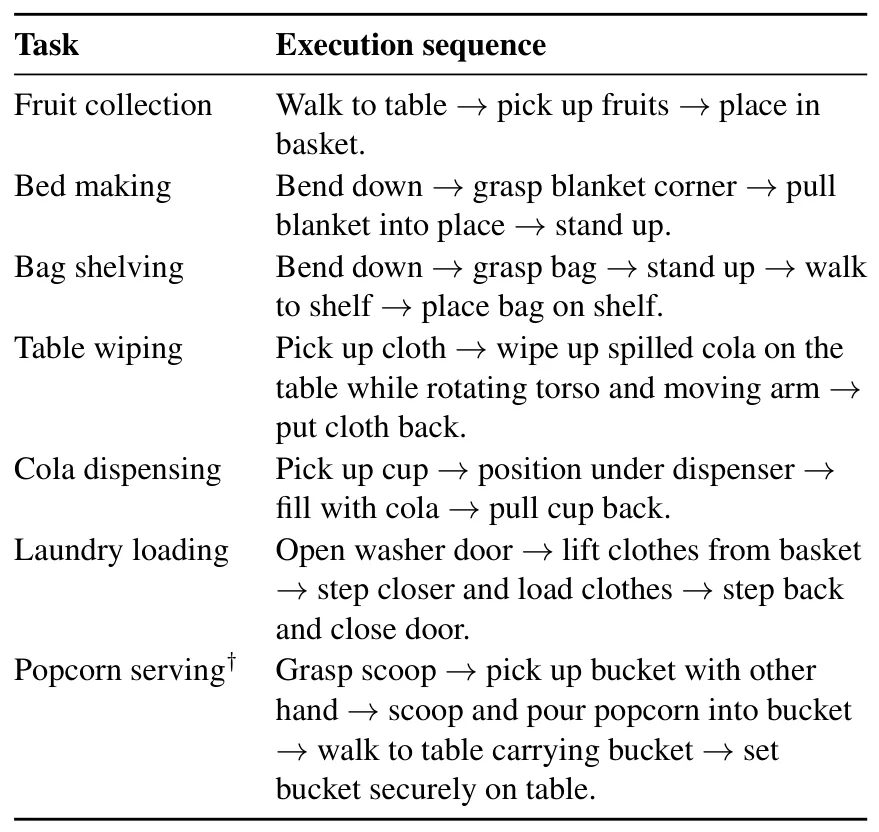 Task Execution sequence
Fruit collection Walk to table → pick up fruits → place in
basket.
Bed making Bend down → grasp blanket corner → pull
blanket into place → stand up.
Bag shelving Bend down → grasp bag → stand up → walk
to shelf → place bag on shelf.
Table wiping Pick up cloth → wipe up spilled cola on the
table while rotating torso and moving arm →
put cloth back.
Cola dispensing Pick up cup → position under dispenser →
fill with cola → pull cup back.
Laundry loading Open washer door → lift clothes from basket
→ step closer and load clothes → step back
and close door.
Popcorn serving† Grasp scoop → pick up bucket with other
hand → scoop and pour popcorn into bucket
→ walk to table carrying bucket → set
bucket securely on table.